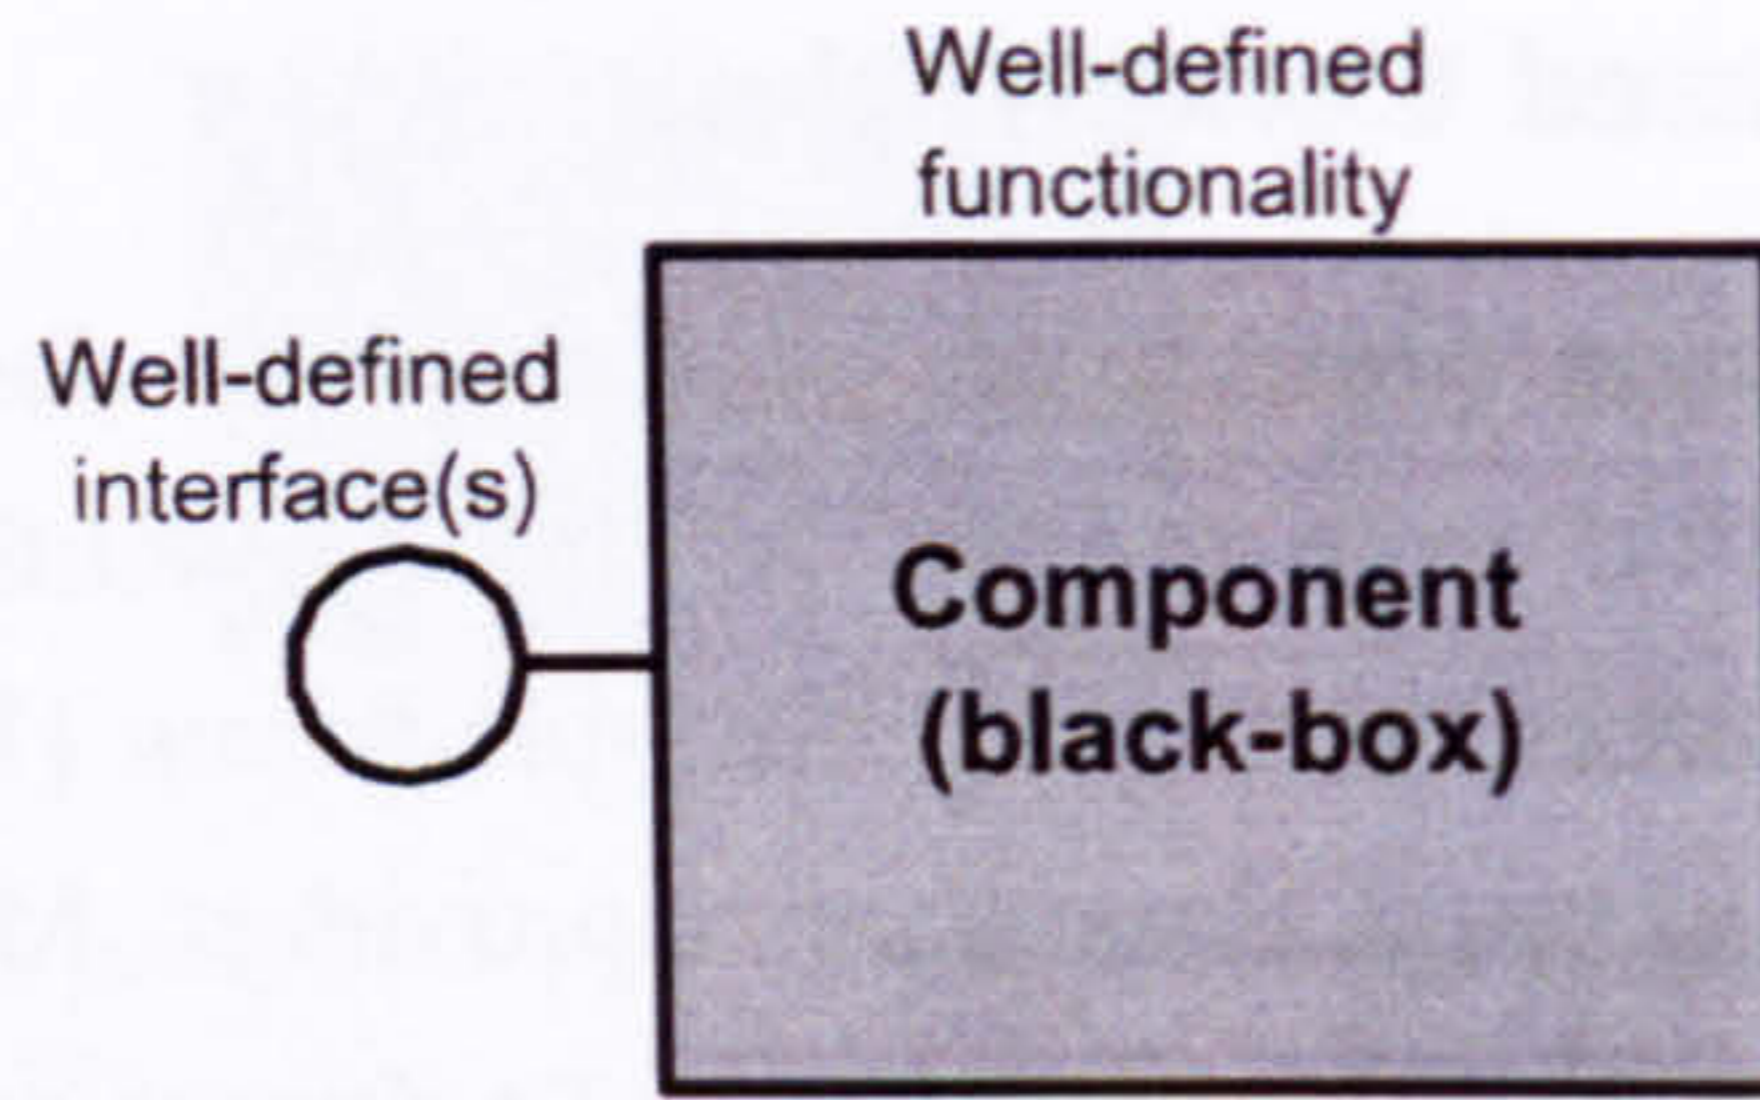 Well-defined
functionality
Well-defined
interface(s)
Component
(black-box)